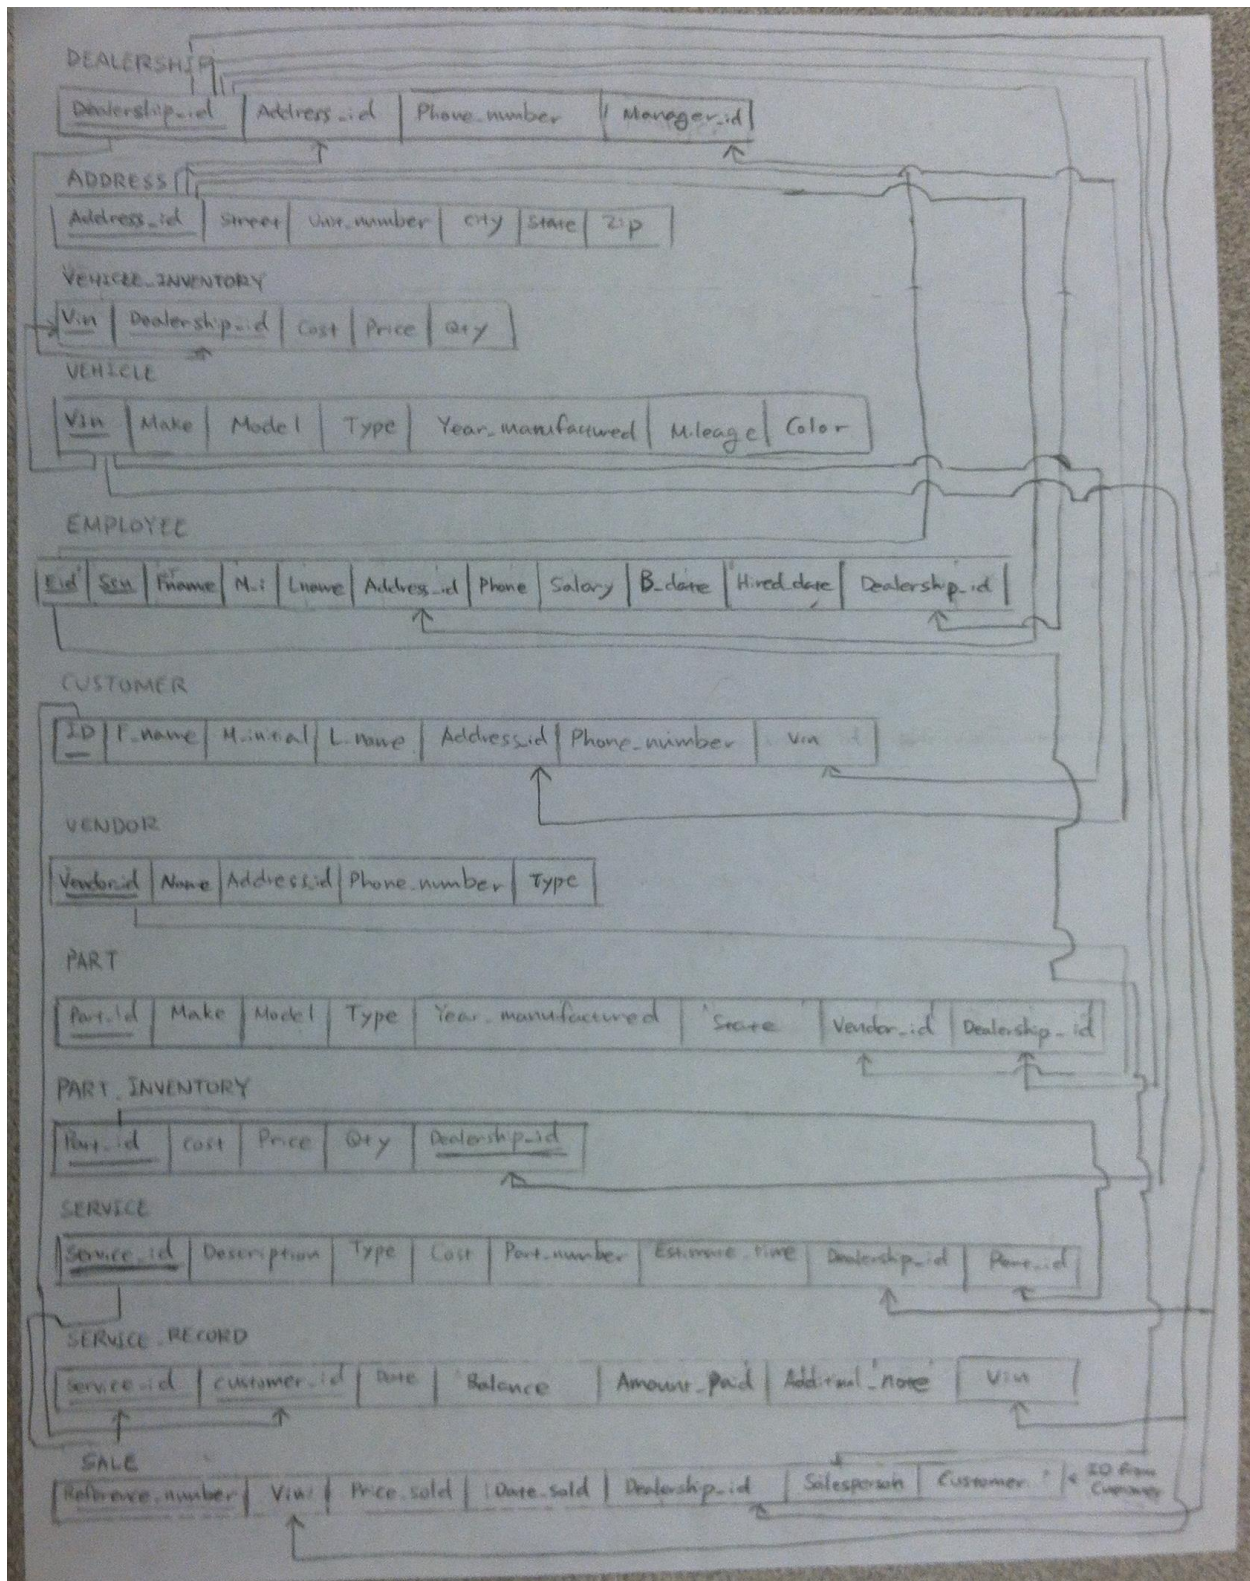 DEALERSHIP
Dealership_id Address_id Phone_number Manager_id
ADDRESS
Address_id Street Unit_number City State Zip
VEHICLE_INVENTORY
Vin Dealership_id Cost Price Qty
VEHICLE
Vin Make Model Type Year_manufactured Mileage Color
EMPLOYEE
Eid Ssn Fname M.i Lname Address_id Phone Salary B_date Hired_date Dealership_id
CUSTOMER
ID F_name M_initial L_name Address_id Phone_number Vin
VENDOR
Vendor_id Name Address_id Phone_number Type
PART
Part_id Make Model Type Year_manufactured State Vendor_id Dealership_id
PART_INVENTORY
Part_id Cost Price Qty Dealership_id
SERVICE
Service_id Description Type Cost Part_number Estimate_time Dealership_id Part_id
SERVICE_RECORD
Service_id Customer_id Date Balance Amount_paid Additinal_note Vin
SALE
Reference_number Vin Price_sold Date_sold Dealership_id Salesperson Customer ID from
Customer